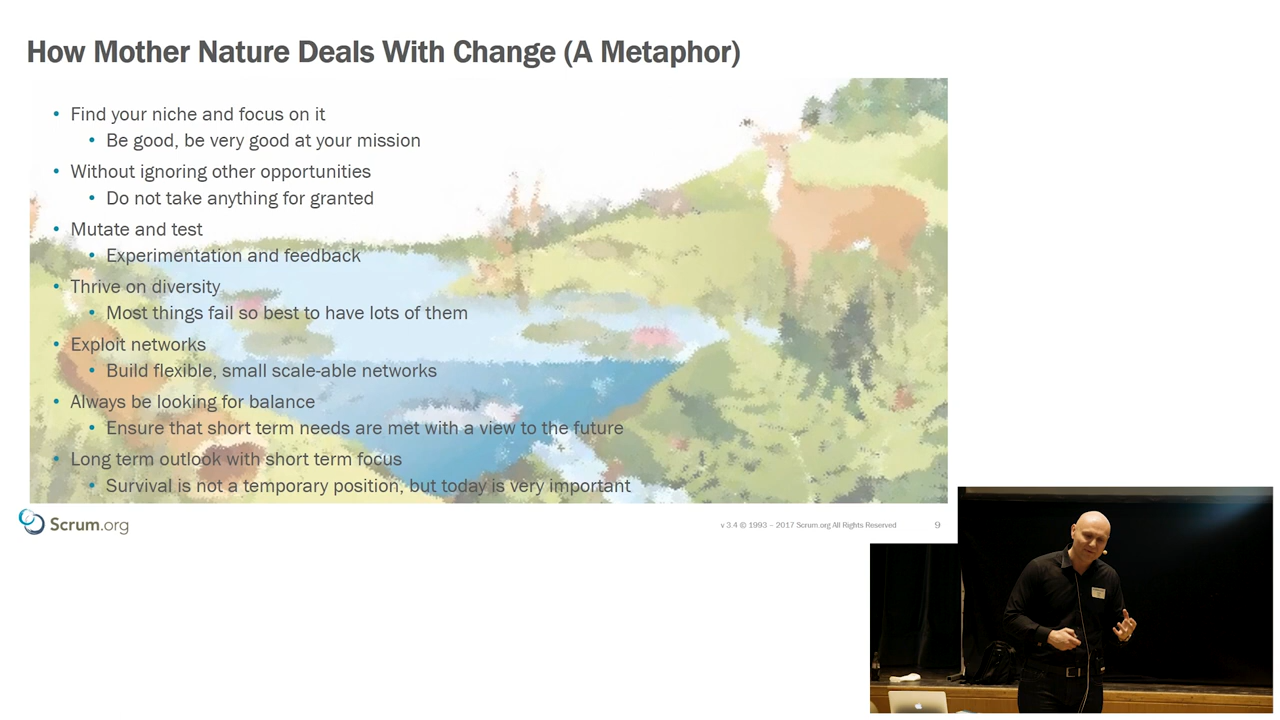 How Mother Nature Deals With Change (A Metaphor)
• Find your niche and focus on it
• Be good, be very good at your mission
• Without ignoring other opportunities
• Do not take anything for granted
• Mutate and test
• Experimentation and feedback
• Thrive on diversity
• Most things fail so best to have lots of them
• Exploit networks
• Build flexible, small scale-able networks
• Always be looking for balance
• Ensure that short term needs are met with a view to the future
• Long term outlook with short term focus
• Survival is not a temporary position, but today is very important
Scrum.org
v 3.4 © 1993 – 2017 Scrum.org All Rights Reserved
9